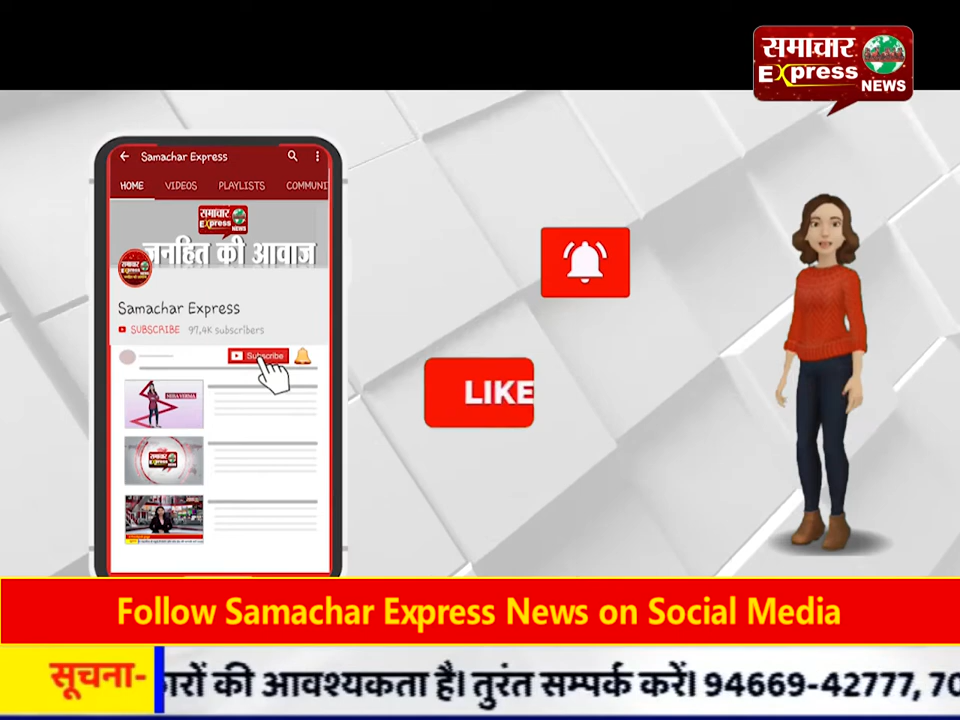 समाचार
Express
NEWS
Samachar Express
HOME VIDEOS PLAYLISTS COMMUNI
समाचार
Express
NEWS
जनहित की आवाज
Samachar Express
SUBSCRIBE 97,4K subscribers
Subscribe
LIKE
Follow Samachar Express News on Social Media
सूचना- कारों की आवश्यकता है। तुरंत सम्पर्क करें। 94669-42777, 70